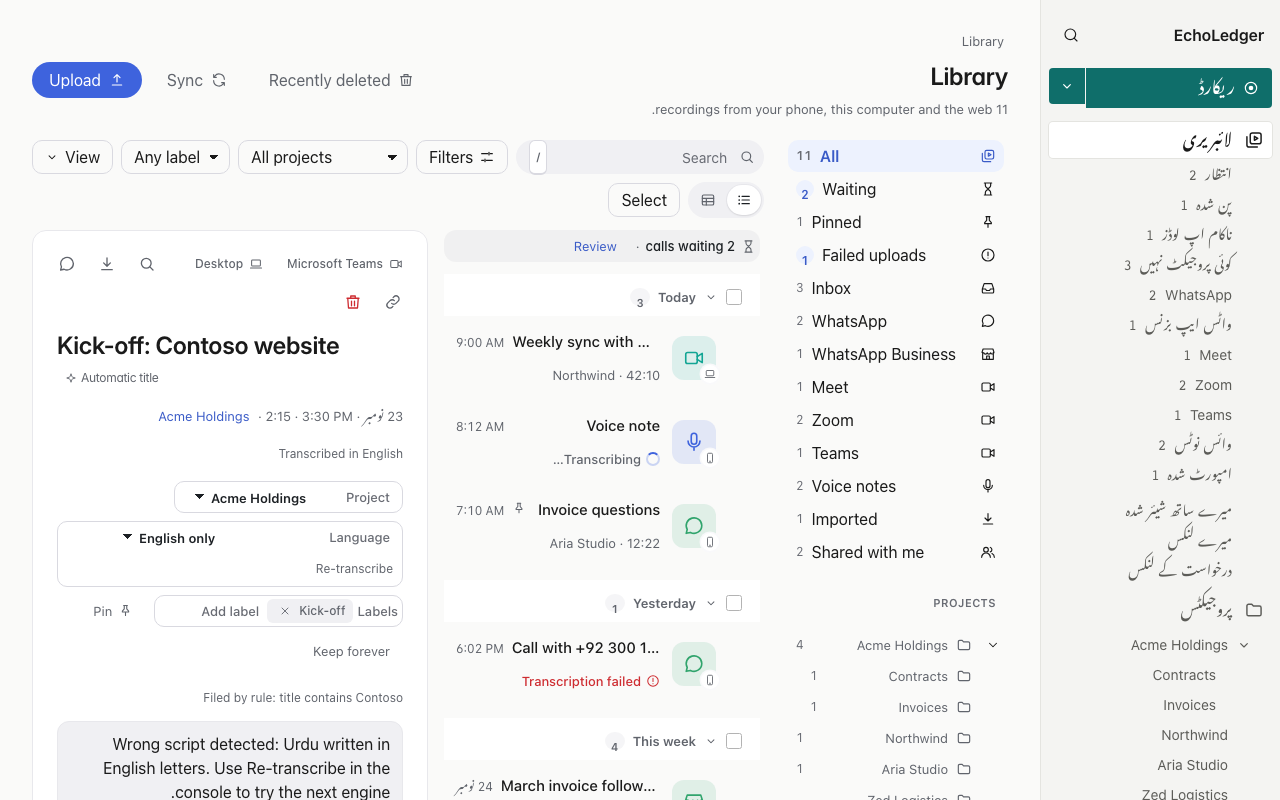 EchoLedger
ریکارڈ
لائبریری
انتظار 2
پن شدہ 1
ناکام اپ لوڈز 1
کوئی پروجیکٹ نہیں 3
WhatsApp 2
واٹس ایپ بزنس 1
Meet 1
Zoom 2
Teams 1
وائس نوٹس 2
امپورٹ شدہ 1
میرے ساتھ شیئر شدہ
میرے لنکس
درخواست کے لنکس
پروجیکٹس
Acme Holdings
Contracts
Invoices
Northwind
Aria Studio
Zed Logistics
Library
Library
.recordings from your phone, this computer and the web 11
Recently deleted
Sync
Upload
All 11
Waiting 2
Pinned 1
Failed uploads 1
Inbox 3
WhatsApp 2
WhatsApp Business 1
Meet 1
Zoom 2
Teams 1
Voice notes 2
Imported 1
Shared with me 2
PROJECTS
Acme Holdings 4
Contracts 1
Invoices 1
Northwind 1
Aria Studio 1
Zed Logistics
Search /
Filters
All projects
Any label
View
Select
calls waiting 2 · Review
Today 3
9:00 AM Weekly sync with ...
Northwind · 42:10
8:12 AM Voice note
...Transcribing
7:10 AM Invoice questions
Aria Studio · 12:22
Yesterday 1
6:02 PM Call with +92 300 1...
Transcription failed
This week 4
24 نومبر March invoice follow...
Microsoft Teams
Desktop
Kick-off: Contoso website
Automatic title
23 نومبر · 3:30 PM · 2:15 · Acme Holdings
Transcribed in English
Project Acme Holdings
Language English only
Re-transcribe
Labels Kick-off × Add label
Pin
Keep forever
Filed by rule: title contains Contoso
Wrong script detected: Urdu written in
English letters. Use Re-transcribe in the
.console to try the next engine